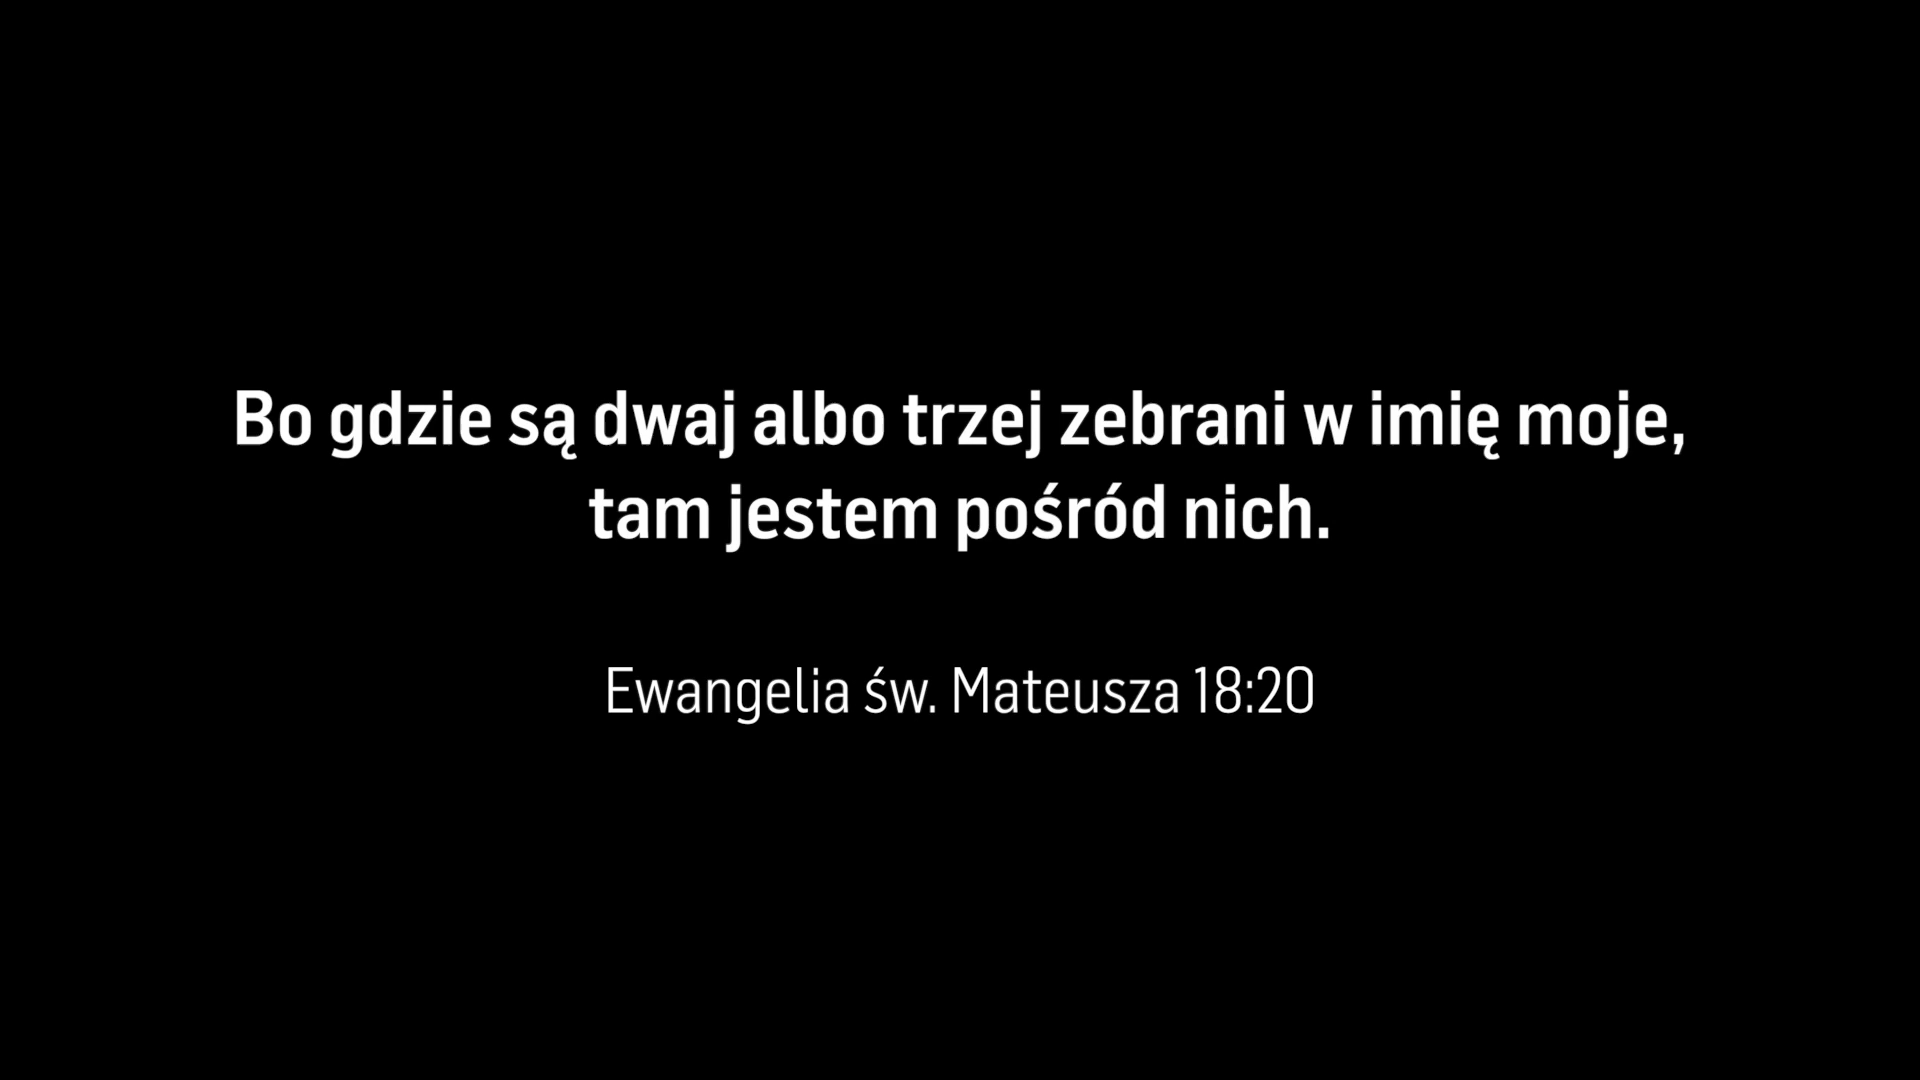 Bo gdzie są dwaj albo trzej zebrani w imię moje,
tam jestem pośród nich.
Ewangelia św. Mateusza 18:20